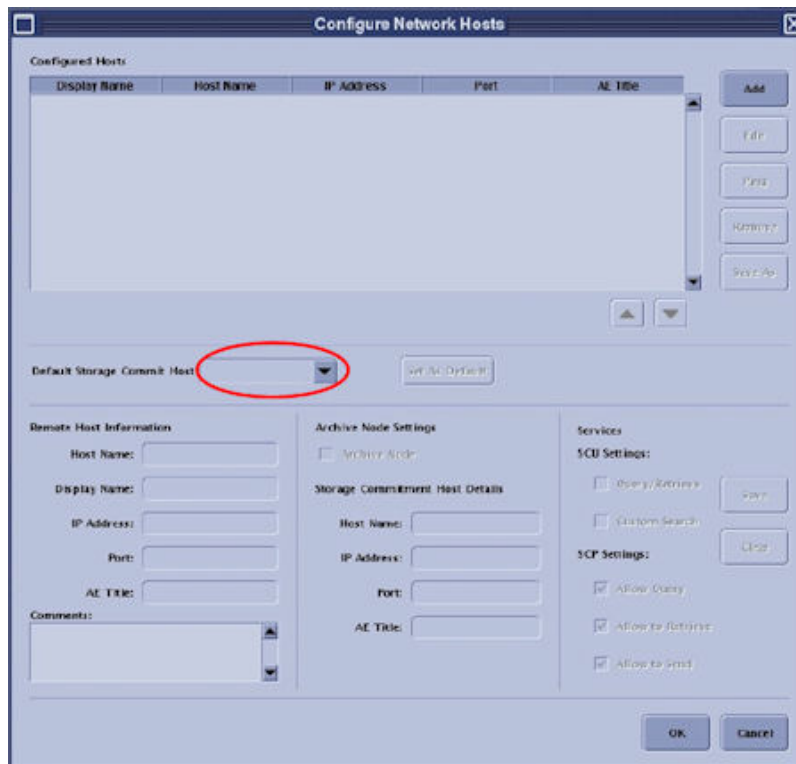 Configure Network Hosts
Configured Hosts
Display Name Host Name IP Address Port AE Title
Add
Edit
Ping
Remove
Save As
Default Storage Commit Host Set As Default
Remote Host Information
Host Name:
Display Name:
IP Address:
Port:
AE Title:
Comments:
Archive Node Settings
Archive Node
Storage Commitment Host Details
Host Name:
IP Address:
Port:
AE Title:
Services
SCU Settings:
Query/Retrieve
Custom Search
SCP Settings:
Allow Query
Allow to Retrieve
Allow to Send
Save
Clear
OK Cancel